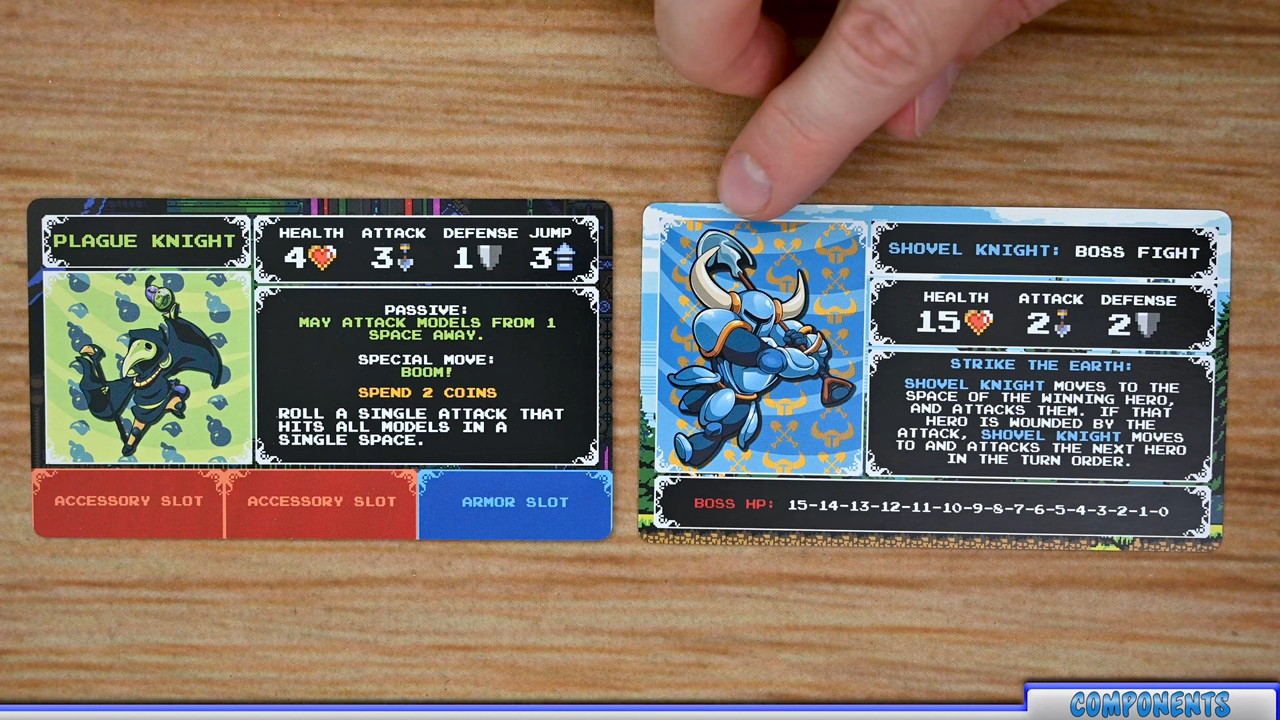 PLAGUE KNIGHT
HEALTH ATTACK DEFENSE JUMP
4 3 1 3
PASSIVE:
MAY ATTACK MODELS FROM 1
SPACE AWAY.
SPECIAL MOVE:
BOOM!
SPEND 2 COINS
ROLL A SINGLE ATTACK THAT
HITS ALL MODELS IN A
SINGLE SPACE.
ACCESSORY SLOT
ACCESSORY SLOT
ARMOR SLOT
SHOVEL KNIGHT: BOSS FIGHT
HEALTH ATTACK DEFENSE
15 2 2
STRIKE THE EARTH:
SHOVEL KNIGHT MOVES TO THE
SPACE OF THE WINNING HERO,
AND ATTACKS THEM. IF THAT
HERO IS WOUNDED BY THE
ATTACK, SHOVEL KNIGHT MOVES
TO AND ATTACKS THE NEXT HERO
IN THE TURN ORDER.
BOSS HP: 15-14-13-12-11-10-9-8-7-6-5-4-3-2-1-0
COMPONENTS